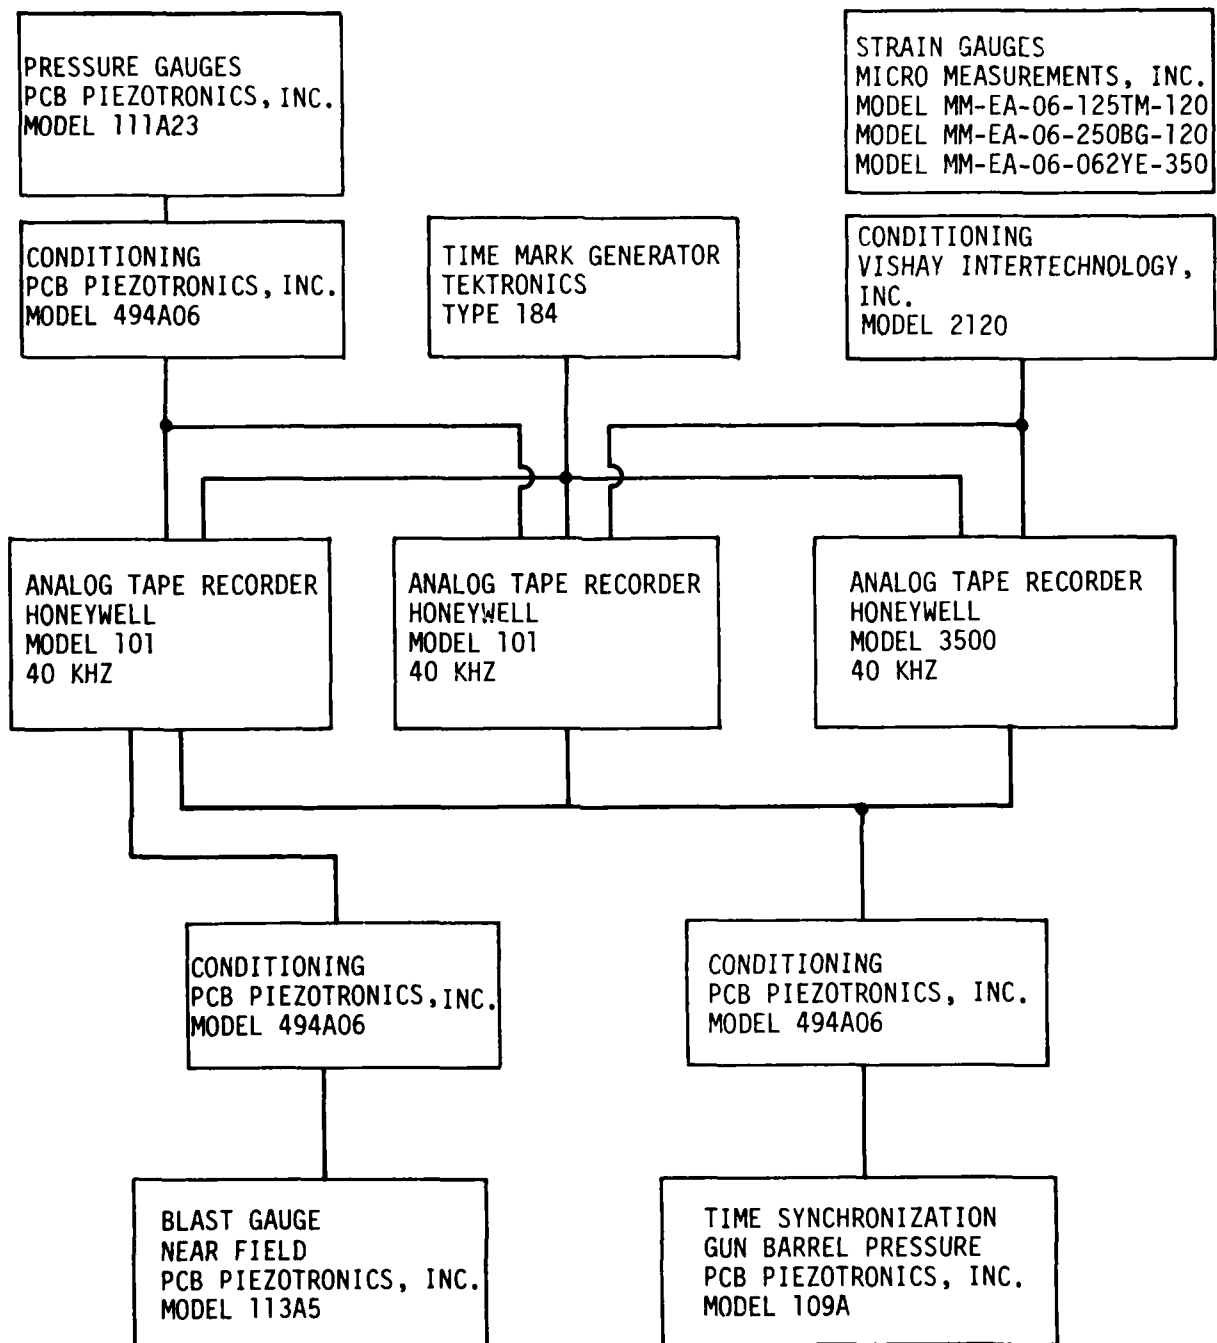 PRESSURE GAUGES
PCB PIEZOTRONICS, INC.
MODEL 111A23
STRAIN GAUGES
MICRO MEASUREMENTS, INC.
MODEL MM-EA-06-125TM-120
MODEL MM-EA-06-250BG-120
MODEL MM-EA-06-062YE-350
CONDITIONING
PCB PIEZOTRONICS, INC.
MODEL 494A06
TIME MARK GENERATOR
TEKTRONICS
TYPE 184
CONDITIONING
VISHAY INTERTECHNOLOGY,
INC.
MODEL 2120
ANALOG TAPE RECORDER
HONEYWELL
MODEL 101
40 KHZ
ANALOG TAPE RECORDER
HONEYWELL
MODEL 101
40 KHZ
ANALOG TAPE RECORDER
HONEYWELL
MODEL 3500
40 KHZ
CONDITIONING
PCB PIEZOTRONICS, INC.
MODEL 494A06
CONDITIONING
PCB PIEZOTRONICS, INC.
MODEL 494A06
BLAST GAUGE
NEAR FIELD
PCB PIEZOTRONICS, INC.
MODEL 113A5
TIME SYNCHRONIZATION
GUN BARREL PRESSURE
PCB PIEZOTRONICS, INC.
MODEL 109A